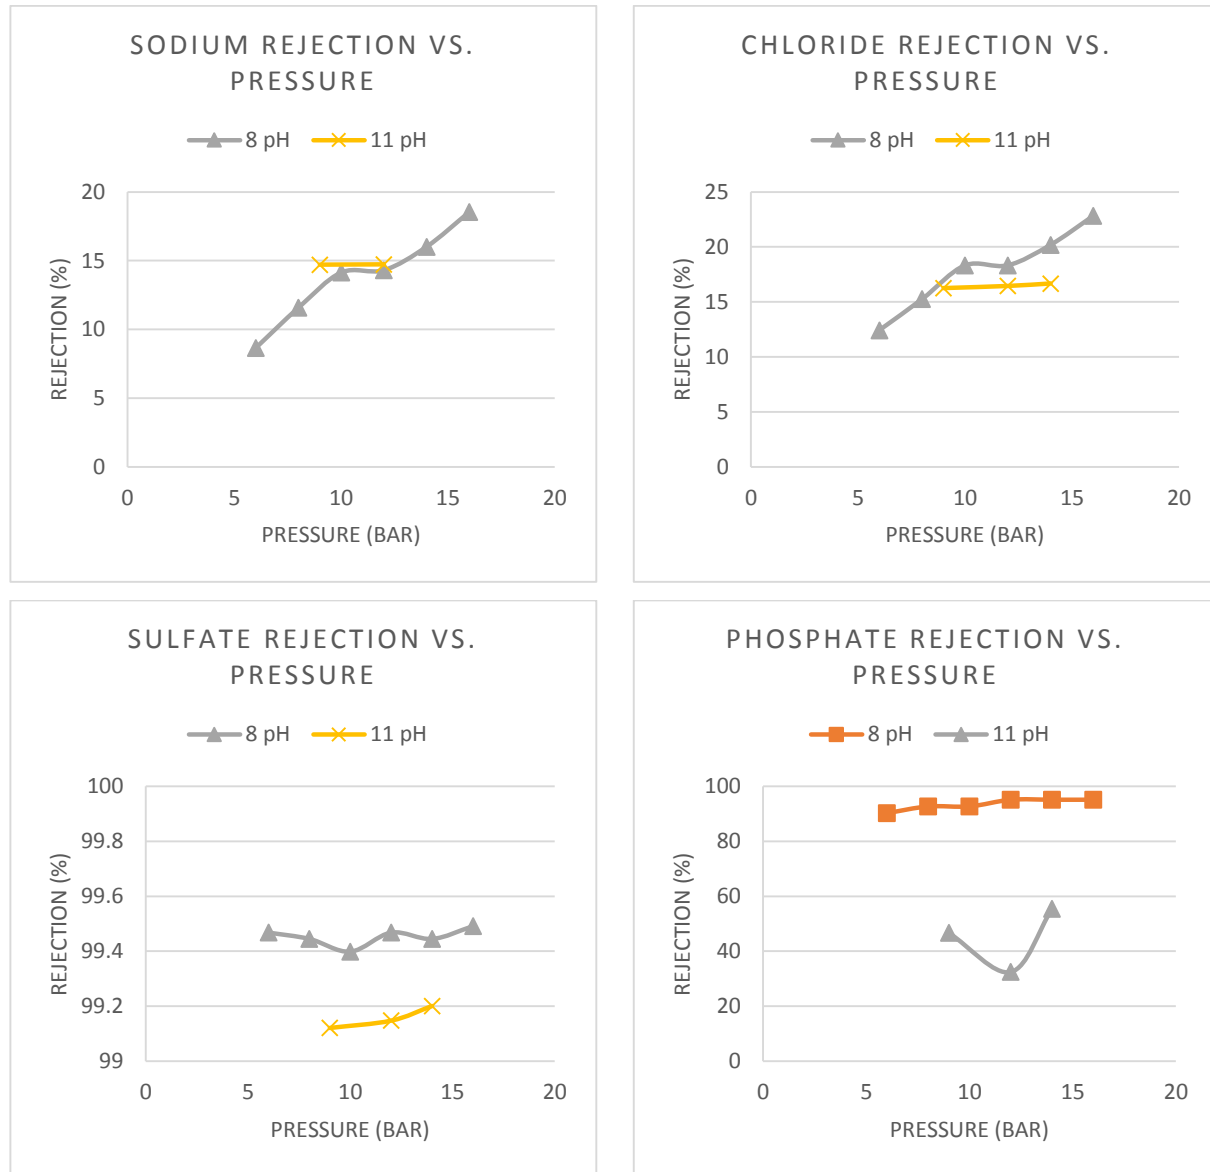 SODIUM REJECTION VS.
PRESSURE
8 pH
11 pH
20
15
10
5
0
REJECTION (%)
0 5 10 15 20
PRESSURE (BAR)
CHLORIDE REJECTION VS.
PRESSURE
8 pH
11 pH
25
20
15
10
5
0
REJECTION (%)
0 5 10 15 20
PRESSURE (BAR)
SULFATE REJECTION VS.
PRESSURE
8 pH
11 pH
100
99.8
99.6
99.4
99.2
99
REJECTION (%)
0 5 10 15 20
PRESSURE (BAR)
PHOSPHATE REJECTION VS.
PRESSURE
8 pH
11 pH
100
80
60
40
20
0
REJECTION (%)
0 5 10 15 20
PRESSURE (BAR)